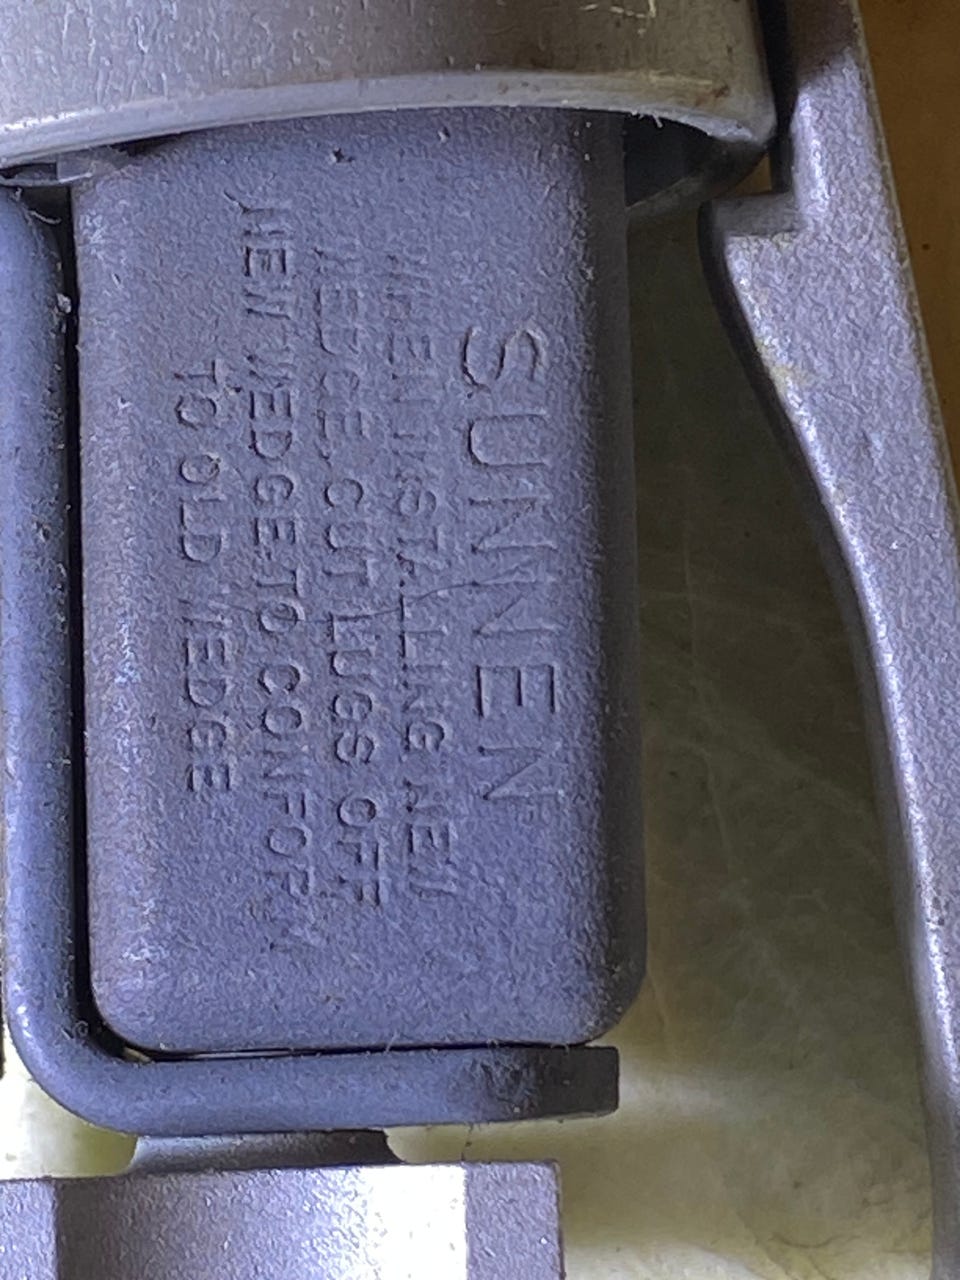 SUNNEN
WHEN INSTALLING NEW
WEDGE, CUT LUGS OFF
NEW WEDGE TO CONFORM
TO OLD WEDGE